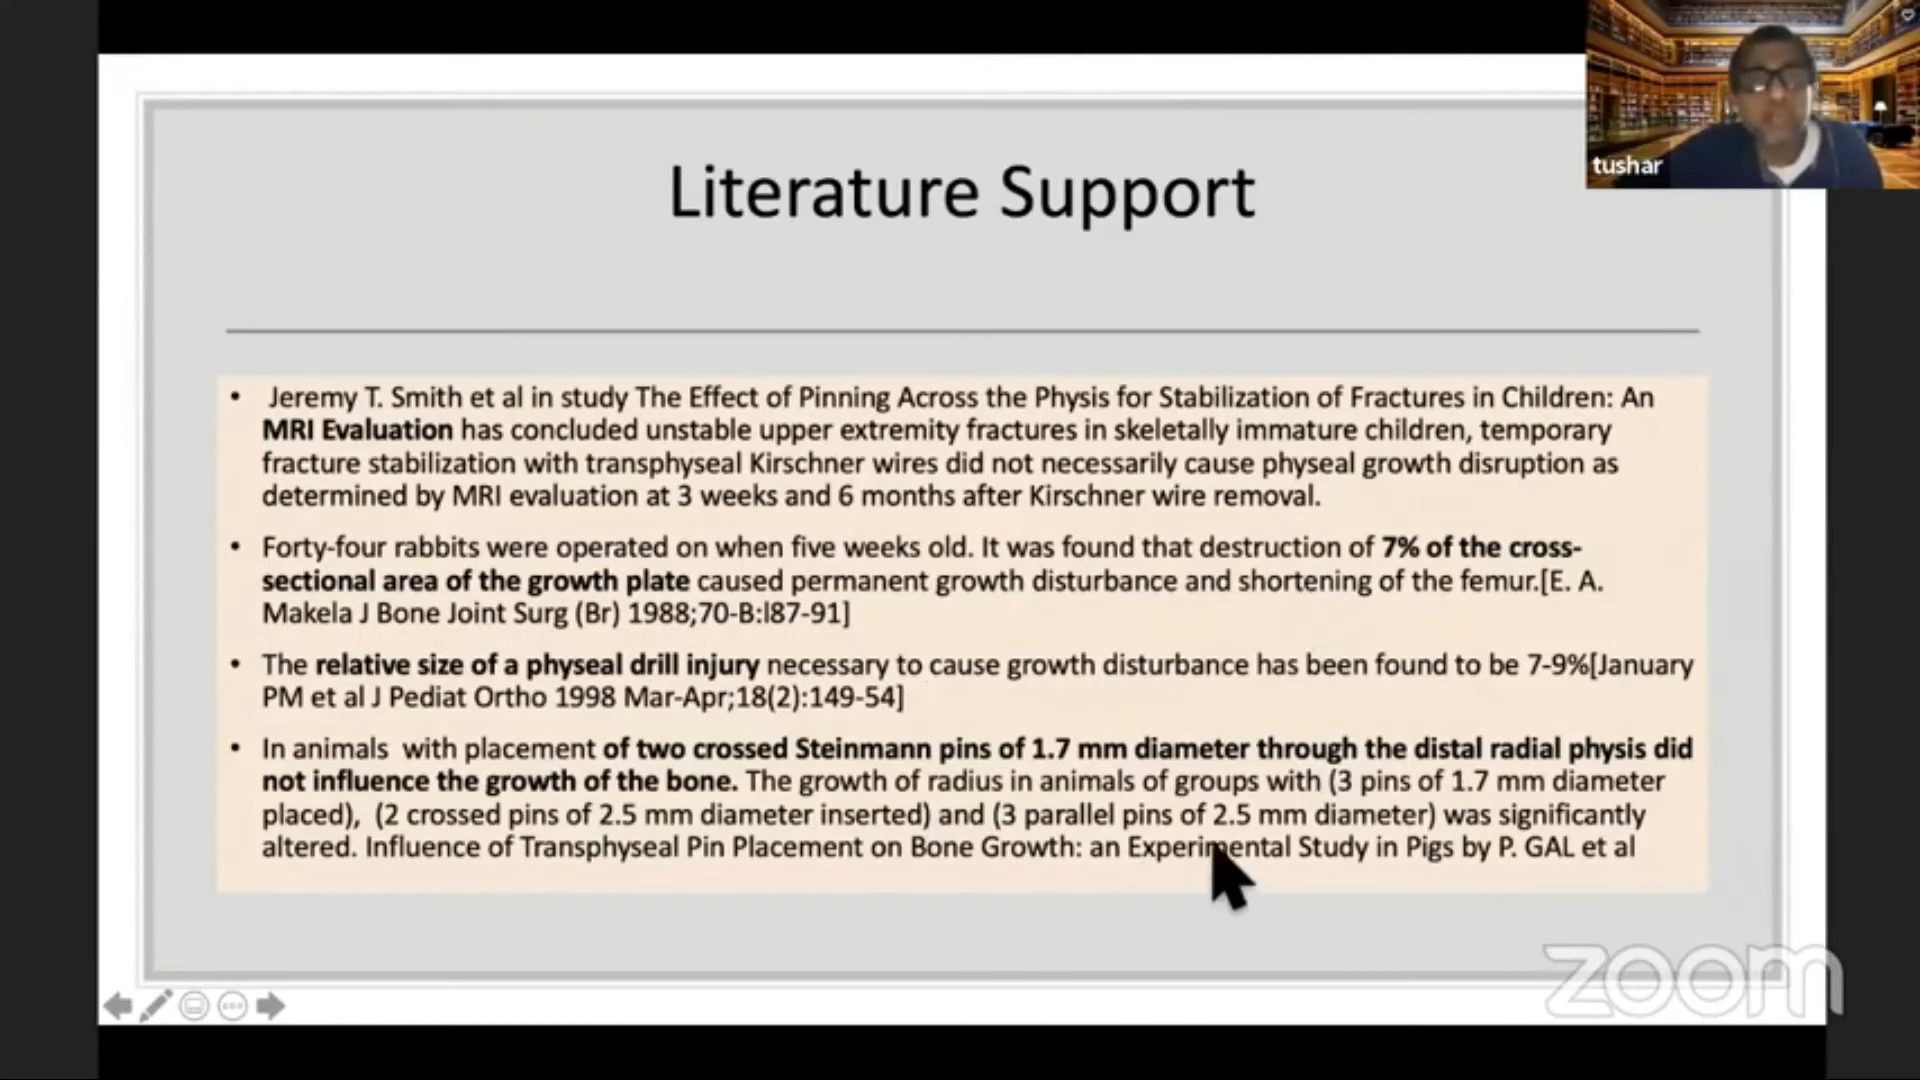 tushar
Literature Support
• Jeremy T. Smith et al in study The Effect of Pinning Across the Physis for Stabilization of Fractures in Children: An
MRI Evaluation has concluded unstable upper extremity fractures in skeletally immature children, temporary
fracture stabilization with transphyseal Kirschner wires did not necessarily cause physeal growth disruption as
determined by MRI evaluation at 3 weeks and 6 months after Kirschner wire removal.
• Forty-four rabbits were operated on when five weeks old. It was found that destruction of 7% of the cross-
sectional area of the growth plate caused permanent growth disturbance and shortening of the femur.[E. A.
Makela J Bone Joint Surg (Br) 1988;70-B:l87-91]
• The relative size of a physeal drill injury necessary to cause growth disturbance has been found to be 7-9%[January
PM et al J Pediat Ortho 1998 Mar-Apr;18(2):149-54]
• In animals with placement of two crossed Steinmann pins of 1.7 mm diameter through the distal radial physis did
not influence the growth of the bone. The growth of radius in animals of groups with (3 pins of 1.7 mm diameter
placed), (2 crossed pins of 2.5 mm diameter inserted) and (3 parallel pins of 2.5 mm diameter) was significantly
altered. Influence of Transphyseal Pin Placement on Bone Growth: an Experimental Study in Pigs by P. GAL et al
zoom